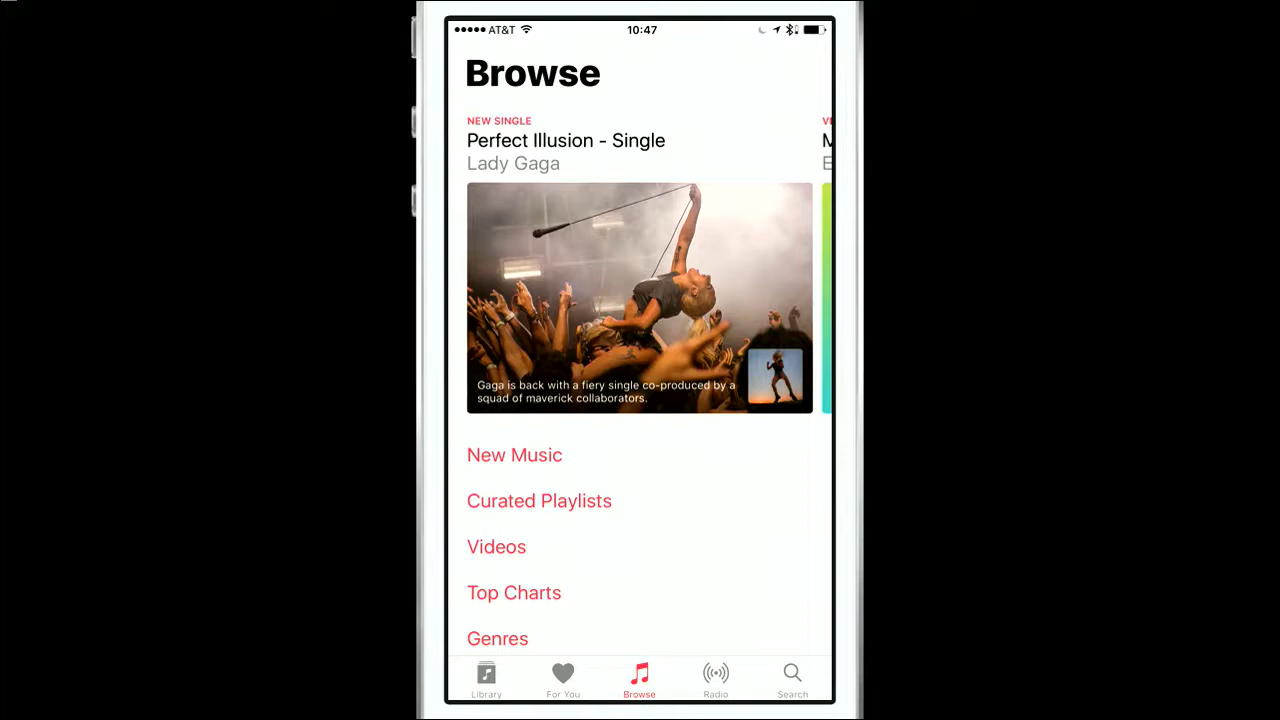 AT&T 10:47
Browse
NEW SINGLE
Perfect Illusion - Single
Lady Gaga
M
E
Gaga is back with a fiery single co-produced by a
squad of maverick collaborators.
New Music
Curated Playlists
Videos
Top Charts
Genres
Library For You Browse Radio Search